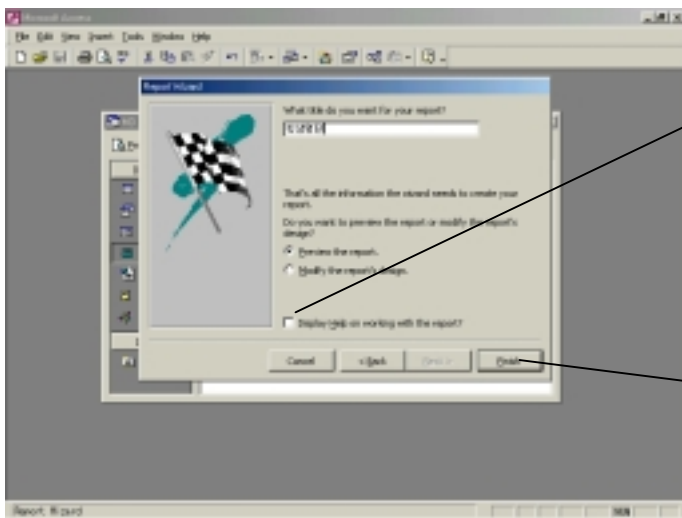 Microsoft Access
File Edit View Insert Tools Window Help
Report Wizard
What title do you want for your report?
That's all the information the wizard needs to create your
report.
Do you want to preview the report or modify the report's
design?
Preview the report.
Modify the report's design.
Display Help on working with the report?
Cancel < Back Next > Finish
Report Wizard NUM